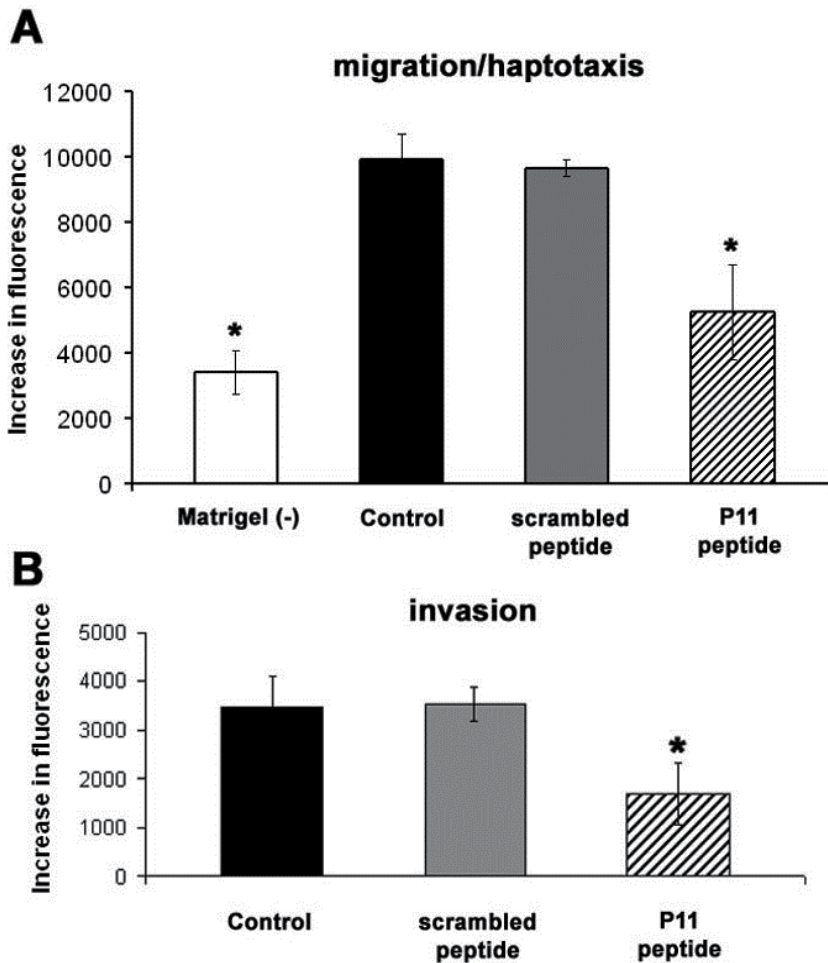 A
migration/haptotaxis
Increase in fluorescence
12000
10000
8000
6000
4000
2000
0
*
*
Matrigel (-)
Control
scrambled
peptide
P11
peptide
B
invasion
Increase in fluorescence
5000
4000
3000
2000
1000
0
*
Control
scrambled
peptide
P11
peptide